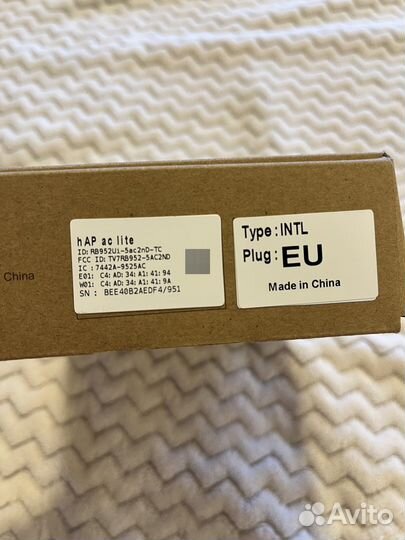 China
hAP ac lite
ID: RB952Ui-5ac2nD-TC
FCC ID: TV7RB952-5AC2ND
IC : 7442A-9525AC
E01: C4: AD: 34: A1: 41: 94
W01: C4: AD: 34: A1: 41: 9A
SN : BEE40B2AEDF4/951
Type: INTL
Plug: EU
Made in China
Avito